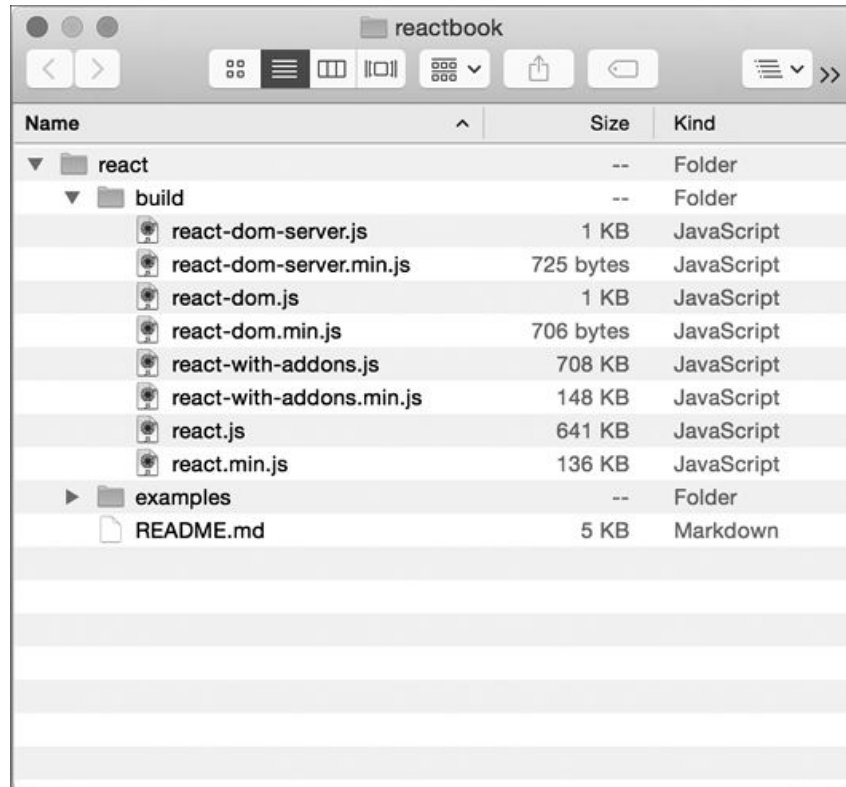 reactbook
Name Size Kind
react -- Folder
build -- Folder
react-dom-server.js 1 KB JavaScript
react-dom-server.min.js 725 bytes JavaScript
react-dom.js 1 KB JavaScript
react-dom.min.js 706 bytes JavaScript
react-with-addons.js 708 KB JavaScript
react-with-addons.min.js 148 KB JavaScript
react.js 641 KB JavaScript
react.min.js 136 KB JavaScript
examples -- Folder
README.md 5 KB Markdown